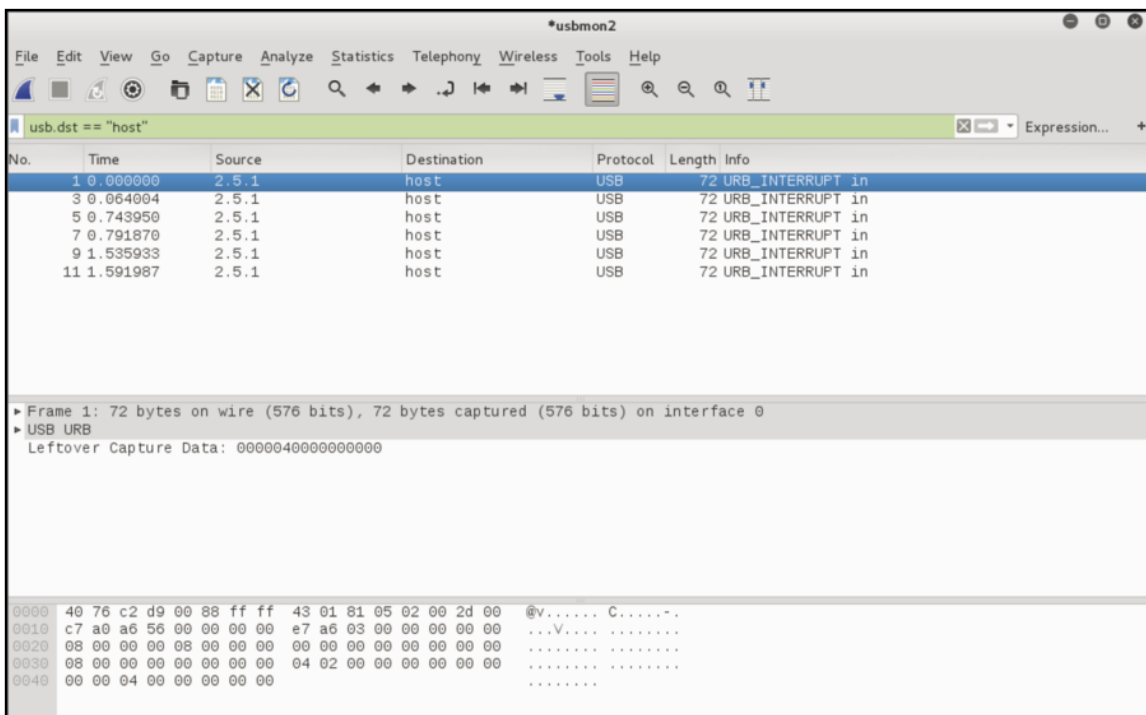 *usbmon2
File Edit View Go Capture Analyze Statistics Telephony Wireless Tools Help
usb.dst == "host" Expression... +
No. Time Source Destination Protocol Length Info
1 0.000000 2.5.1 host USB 72 URB_INTERRUPT in
3 0.064004 2.5.1 host USB 72 URB_INTERRUPT in
5 0.743950 2.5.1 host USB 72 URB_INTERRUPT in
7 0.791870 2.5.1 host USB 72 URB_INTERRUPT in
9 1.535933 2.5.1 host USB 72 URB_INTERRUPT in
11 1.591987 2.5.1 host USB 72 URB_INTERRUPT in
Frame 1: 72 bytes on wire (576 bits), 72 bytes captured (576 bits) on interface 0
USB URB
Leftover Capture Data: 0000040000000000
0000 40 76 c2 d9 00 88 ff ff 43 01 81 05 02 00 2d 00 @v...... C.....-.
0010 c7 a0 a6 56 00 00 00 00 e7 a6 03 00 00 00 00 00 ...V.... ........
0020 08 00 00 00 08 00 00 00 00 00 00 00 00 00 00 00 ........ ........
0030 08 00 00 00 00 00 00 00 04 02 00 00 00 00 00 00 ........ ........
0040 00 00 04 00 00 00 00 00 ........